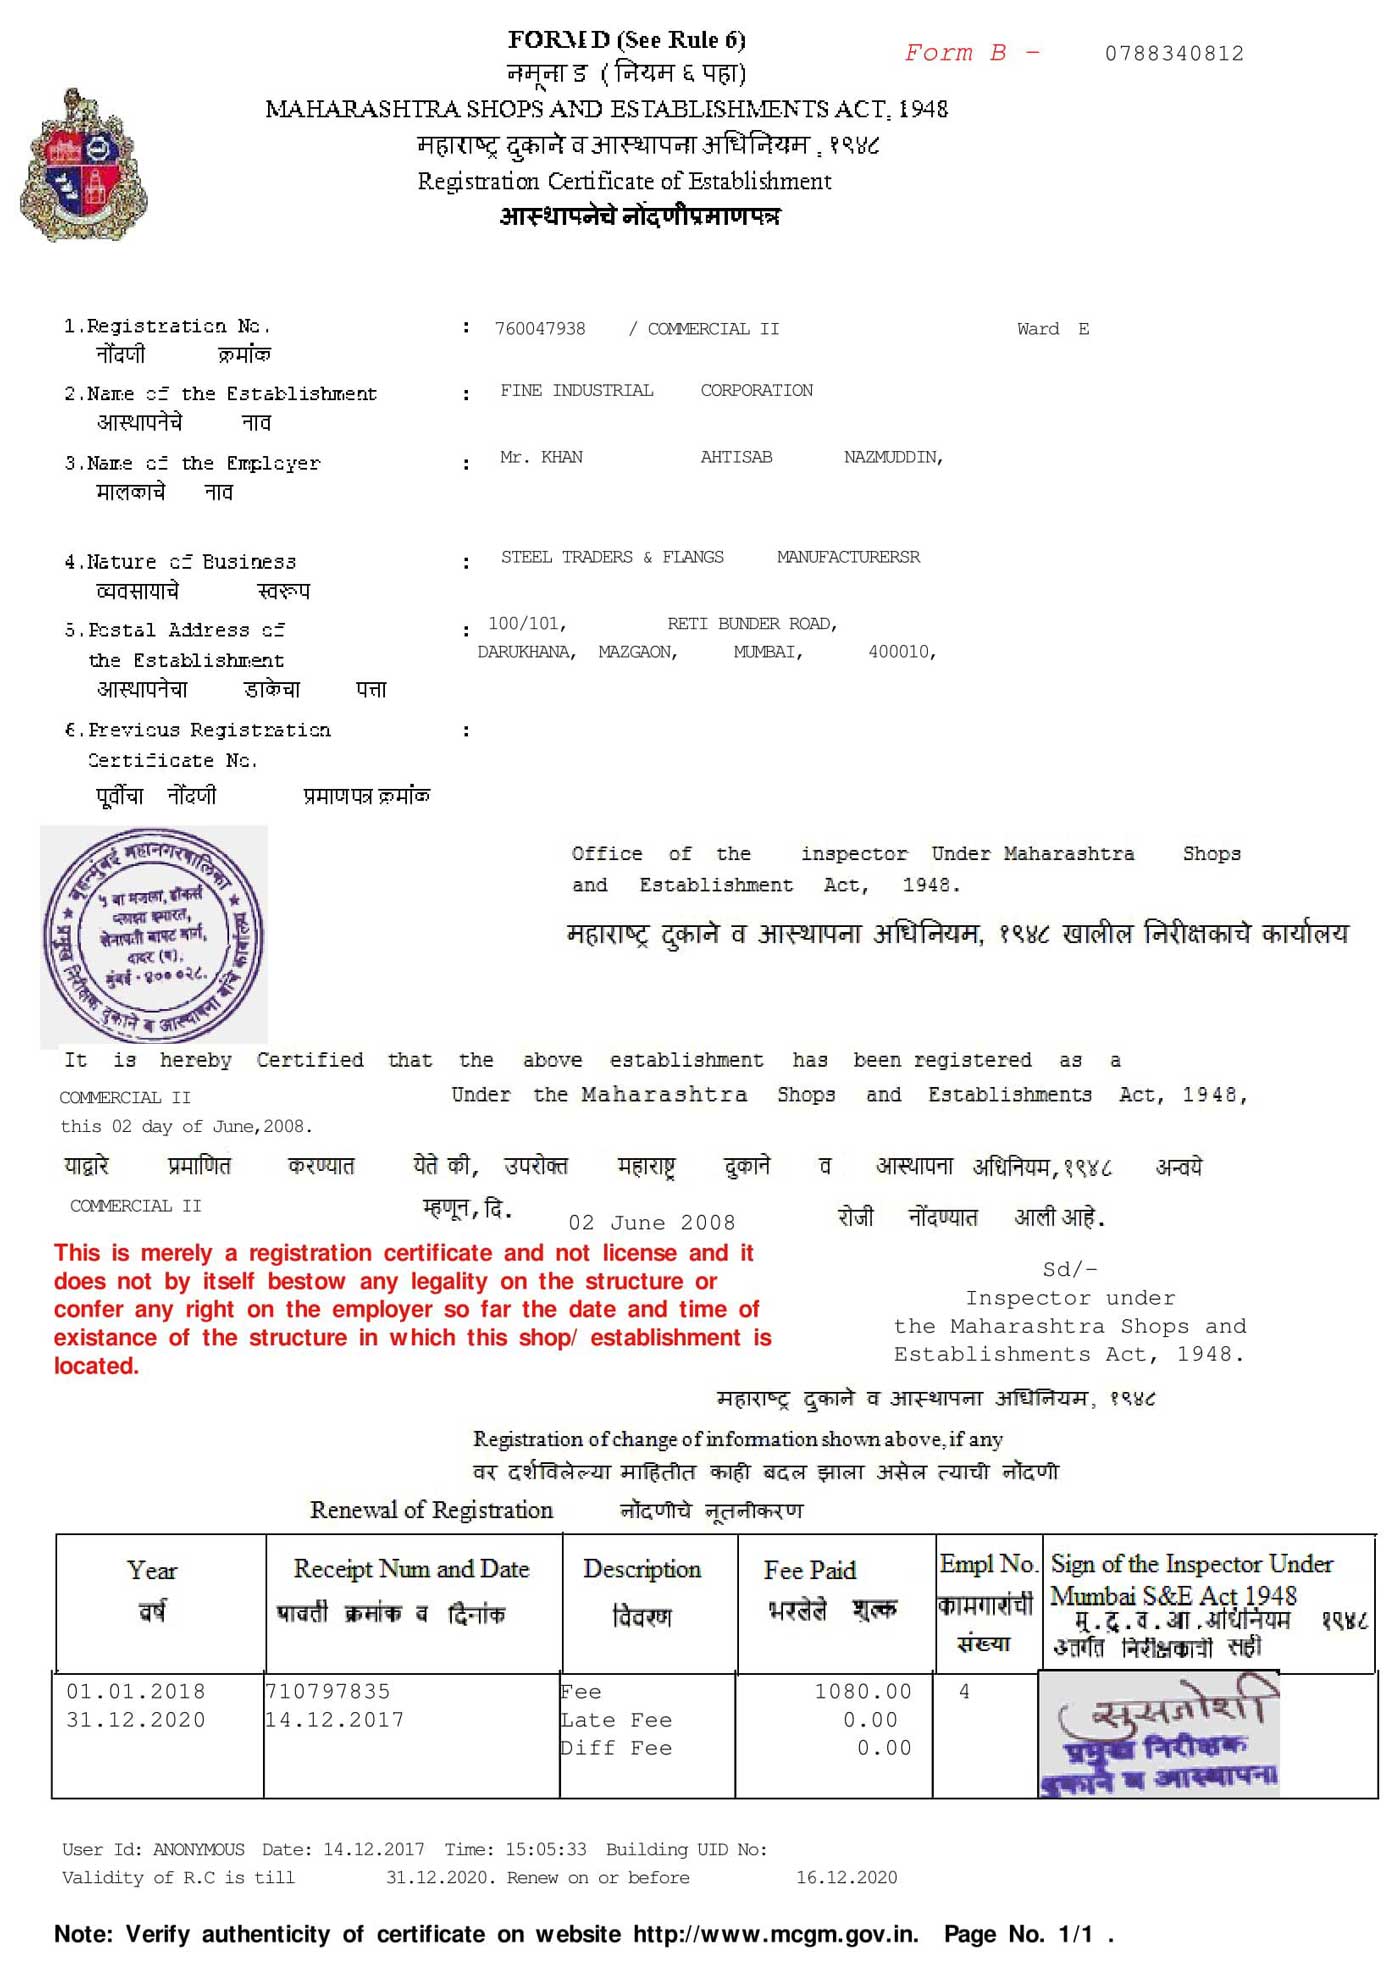 FORM D (See Rule 6)
Form B - 0788340812
नमूना ड ( नियम ६ पहा)
MAHARASHTRA SHOPS AND ESTABLISHMENTS ACT, 1948
महाराष्ट्र दुकाने व आस्थापना अधिनियम , १९४८
Registration Certificate of Establishment
आस्थापनेचे नोंदणीप्रमाणपत्र
1.Registration No. : 760047938 / COMMERCIAL II Ward E
नोंदणी क्रमांक
2.Name of the Establishment : FINE INDUSTRIAL CORPORATION
आस्थापनेचे नाव
3.Name of the Employer : Mr. KHAN AHTISAB NAZMUDDIN,
मालकाचे नाव
4.Nature of Business : STEEL TRADERS & FLANGS MANUFACTURERSR
व्यवसायाचे स्वरूप
5.Postal Address of : 100/101, RETI BUNDER ROAD,
the Establishment DARUKHANA, MAZGAON, MUMBAI, 400010,
आस्थापनेचा डाकेचा पत्ता
6.Previous Registration :
Certificate No.
पूर्वीचा नोंदणी प्रमाणपत्र क्रमांक
बृहन्मुंबई महानगरपालिका
५ वा मजला, हॉकर्स
प्लाझा इमारत,
सेनापती बापट मार्ग,
दादर (प),
मुंबई - ४०० ०२८.
प्रमुख निरीक्षक दुकाने व आस्थापना यांचे कार्यालय
Office of the inspector Under Maharashtra Shops
and Establishment Act, 1948.
महाराष्ट्र दुकाने व आस्थापना अधिनियम, १९४८ खालील निरीक्षकाचे कार्यालय
It is hereby Certified that the above establishment has been registered as a
COMMERCIAL II Under the Maharashtra Shops and Establishments Act, 1948,
this 02 day of June,2008.
याद्वारे प्रमाणित करण्यात येते की, उपरोक्त महाराष्ट्र दुकाने व आस्थापना अधिनियम,१९४८ अन्वये
COMMERCIAL II म्हणून,दि. 02 June 2008 रोजी नोंदण्यात आली आहे.
This is merely a registration certificate and not license and it
does not by itself bestow any legality on the structure or
confer any right on the employer so far the date and time of
existance of the structure in which this shop/ establishment is
located.
Sd/-
Inspector under
the Maharashtra Shops and
Establishments Act, 1948.
महाराष्ट्र दुकाने व आस्थापना अधिनियम, १९४८
Registration of change of information shown above, if any
वर दर्शविलेल्या माहितीत काही बदल झाला असेल त्याची नोंदणी
Renewal of Registration नोंदणीचे नूतनीकरण
Year Receipt Num and Date Description Fee Paid Empl No. Sign of the Inspector Under
Mumbai S&E Act 1948
वर्ष पावती क्रमांक व दिनांक विवरण भरलेले शुल्क कामगारांची संख्या मु.दु.व.आ.अधिनियम १९४८
अंतर्गत निरीक्षकाची सही
01.01.2018 710797835 Fee 1080.00 4
31.12.2020 14.12.2017 Late Fee 0.00
Diff Fee 0.00
प्रमुख निरीक्षक
दुकाने व आस्थापना
User Id: ANONYMOUS Date: 14.12.2017 Time: 15:05:33 Building UID No:
Validity of R.C is till 31.12.2020. Renew on or before 16.12.2020
Note: Verify authenticity of certificate on website http://www.mcgm.gov.in. Page No. 1/1 .